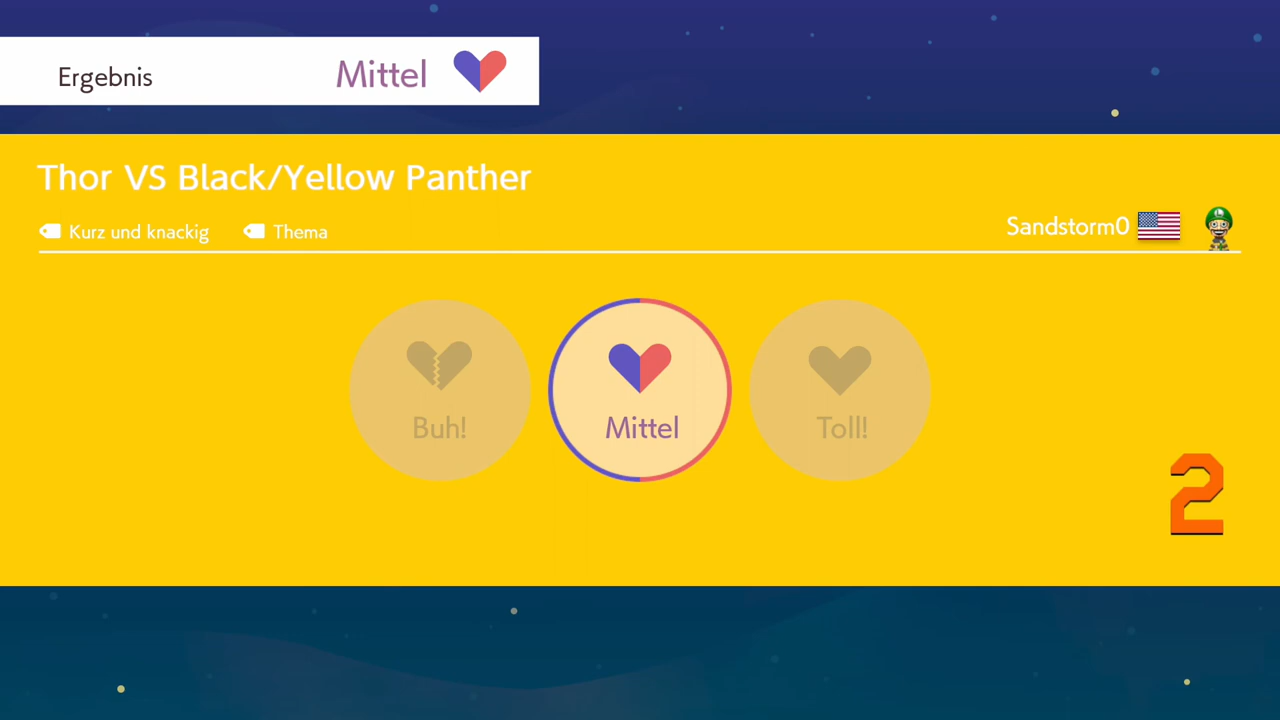 Ergebnis Mittel
Thor VS Black/Yellow Panther
Kurz und knackig Thema Sandstorm0
Buh! Mittel Toll!
2